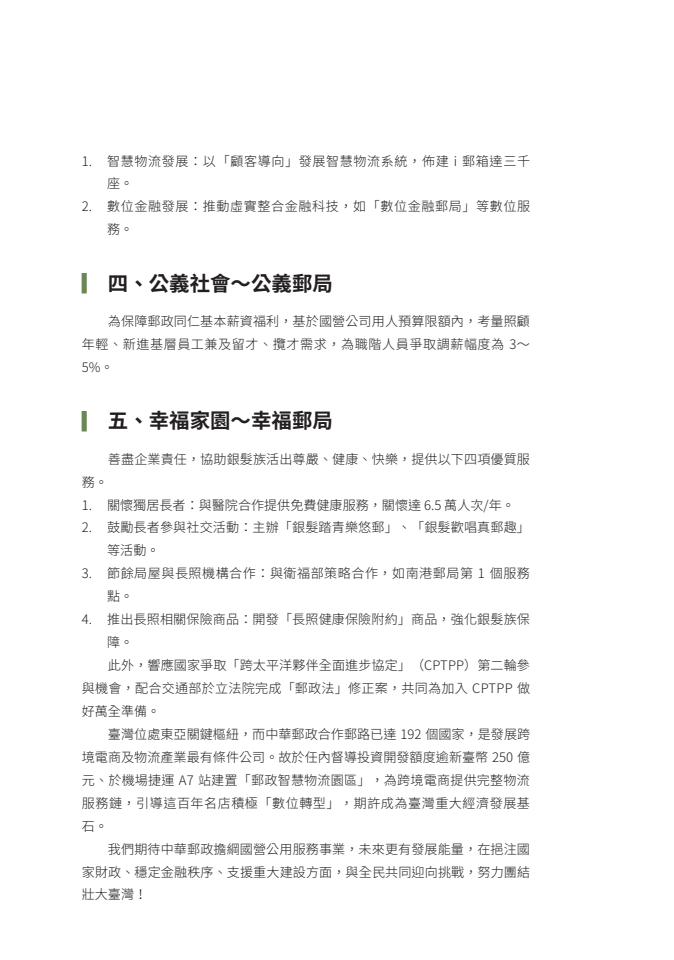 1. 智慧物流發展：以「顧客導向」發展智慧物流系統，佈建 i 郵箱達三千
座。
2. 數位金融發展：推動虛實整合金融科技，如「數位金融郵局」等數位服
務。
四、公義社會～公義郵局
為保障郵政同仁基本薪資福利，基於國營公司用人預算限額內，考量照顧
年輕、新進基層員工兼及留才、攬才需求，為職階人員爭取調薪幅度為 3～
5%。
五、幸福家園～幸福郵局
善盡企業責任，協助銀髮族活出尊嚴、健康、快樂，提供以下四項優質服
務。
1. 關懷獨居長者：與醫院合作提供免費健康服務，關懷達 6.5 萬人次/年。
2. 鼓勵長者參與社交活動：主辦「銀髮踏青樂悠郵」、「銀髮歡唱真郵趣」
等活動。
3. 節餘局屋與長照機構合作：與衛福部策略合作，如南港郵局第 1 個服務
點。
4. 推出長照相關保險商品：開發「長照健康保險附約」商品，強化銀髮族保
障。
此外，響應國家爭取「跨太平洋夥伴全面進步協定」（CPTPP）第二輪參
與機會，配合交通部於立法院完成「郵政法」修正案，共同為加入 CPTPP 做
好萬全準備。
臺灣位處東亞關鍵樞紐，而中華郵政合作郵路已達 192 個國家，是發展跨
境電商及物流產業最有條件公司。故於任內督導投資開發額度逾新臺幣 250 億
元、於機場捷運 A7 站建置「郵政智慧物流園區」，為跨境電商提供完整物流
服務鏈，引導這百年名店積極「數位轉型」，期許成為臺灣重大經濟發展基
石。
我們期待中華郵政擔綱國營公用服務事業，未來更有發展能量，在挹注國
家財政、穩定金融秩序、支援重大建設方面，與全民共同迎向挑戰，努力團結
壯大臺灣！